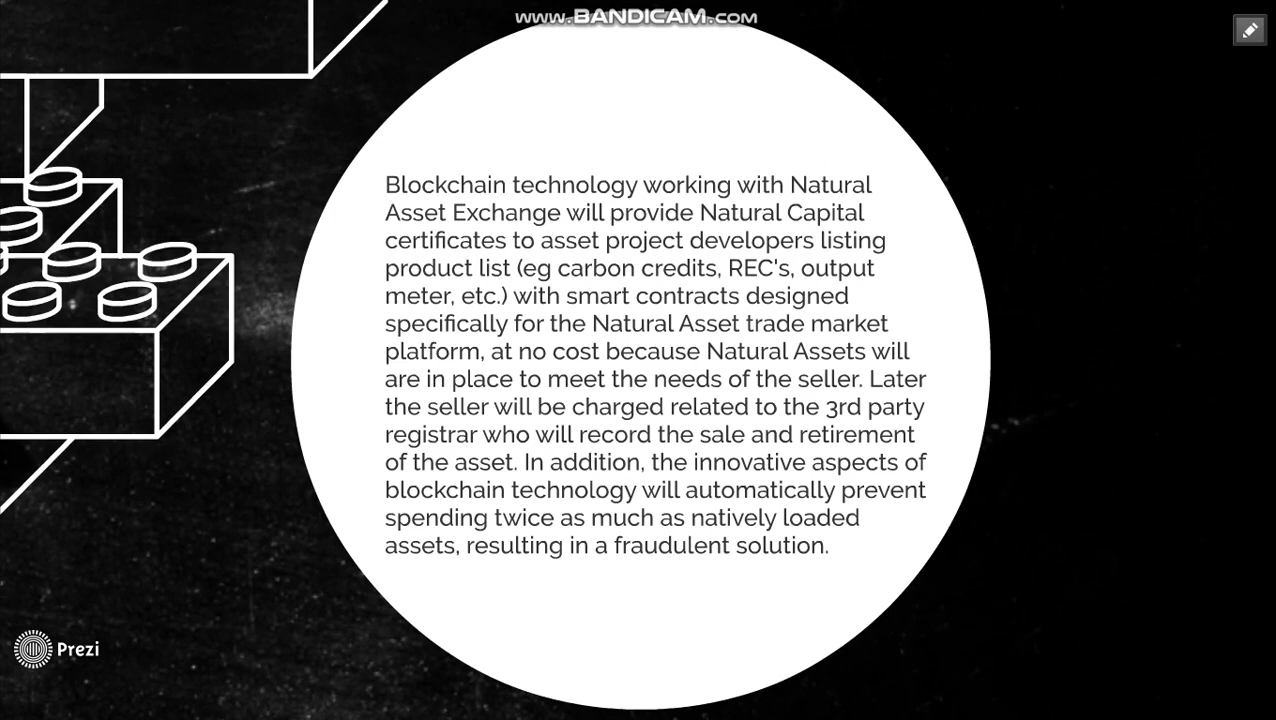 www.BANDICAM.com
Blockchain technology working with Natural
Asset Exchange will provide Natural Capital
certificates to asset project developers listing
product list (eg carbon credits, REC's, output
meter, etc.) with smart contracts designed
specifically for the Natural Asset trade market
platform, at no cost because Natural Assets will
are in place to meet the needs of the seller. Later
the seller will be charged related to the 3rd party
registrar who will record the sale and retirement
of the asset. In addition, the innovative aspects of
blockchain technology will automatically prevent
spending twice as much as natively loaded
assets, resulting in a fraudulent solution.
Prezi